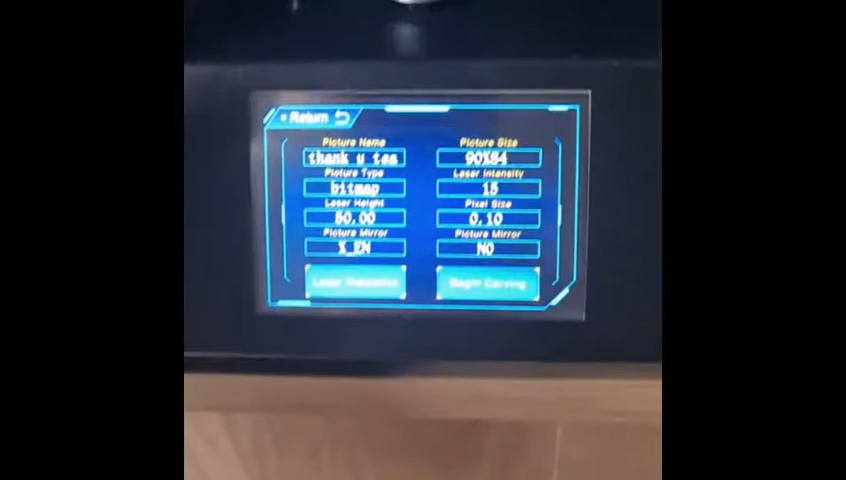 Return
Picture Name Picture Size
thank u tea 90X84
Picture Type Laser Intensity
bitmap 15
Laser Height Pixel Size
50.00 0.10
Picture Mirror Picture Mirror
X_EN NO
Laser Begin Carving